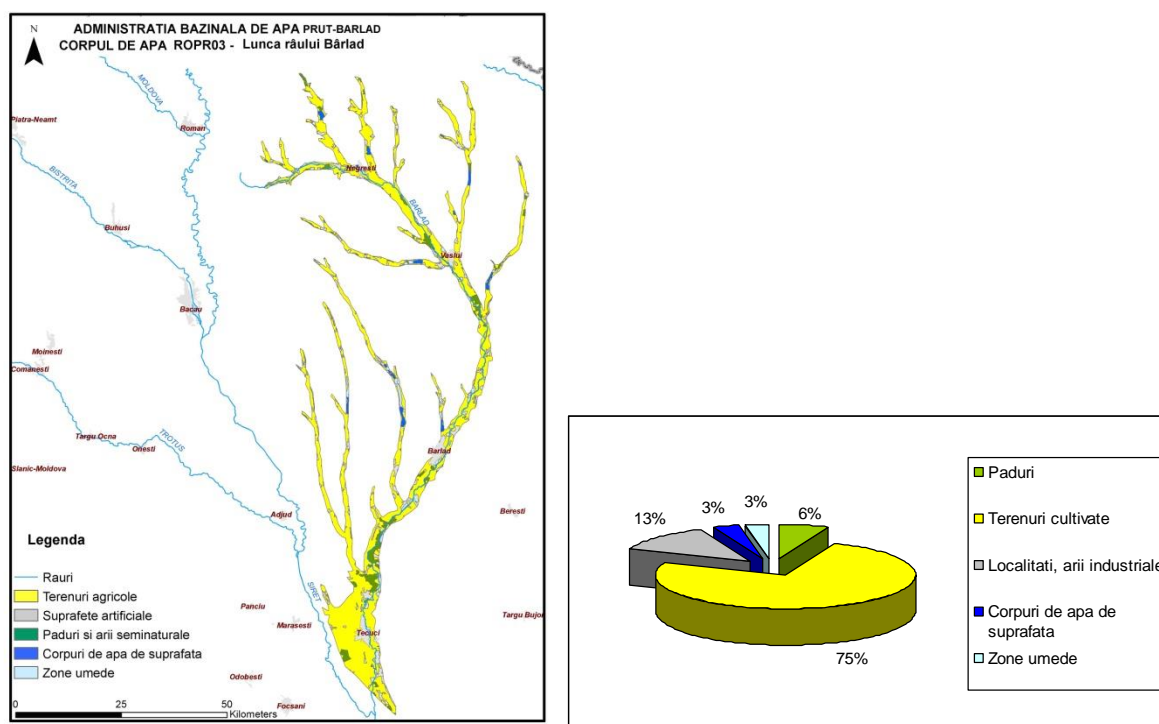 ADMINISTRATIA BAZINALA DE APA PRUT-BARLAD
CORPUL DE APA ROPR03 - Lunca râului Bârlad
N
MOLDOVA
Piatra-Neamt
Roman
BISTRITA
Negresti
BARLAD
Buhusi
Vaslui
Bacau
Moinesti
Comanesti
Targu Ocna
Onesti
TROTUS
Barlad
Slanic-Moldova
Adjud
Beresti
SIRET
Panciu
Marasesti
Tecuci
Targu Bujor
Odobesti
Focsani
Legenda
Rauri
Terenuri agricole
Suprafete artificiale
Paduri si arii seminaturale
Corpuri de apa de suprafata
Zone umede
0 25 50
Kilometers
13%
3%
3%
6%
75%
Paduri
Terenuri cultivate
Localitati, arii industriale
Corpuri de apa de
suprafata
Zone umede